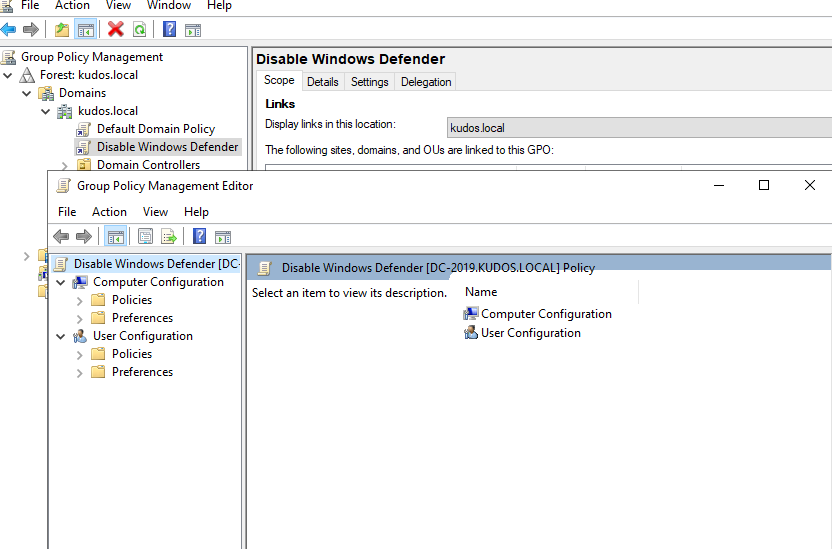 File Action View Window Help
Group Policy Management
Forest: kudos.local
Domains
kudos.local
Default Domain Policy
Disable Windows Defender
Domain Controllers
Disable Windows Defender
Scope Details Settings Delegation
Links
Display links in this location: kudos.local
The following sites, domains, and OUs are linked to this GPO:
Group Policy Management Editor
File Action View Help
Disable Windows Defender [DC-
Computer Configuration
Policies
Preferences
User Configuration
Policies
Preferences
Disable Windows Defender [DC-2019.KUDOS.LOCAL] Policy
Select an item to view its description.
Name
Computer Configuration
User Configuration